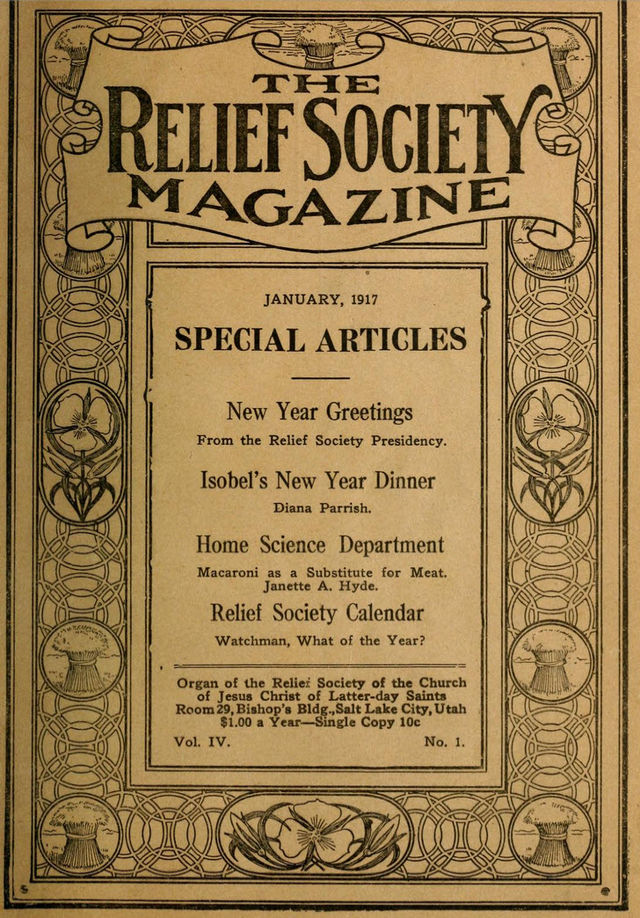 THE
RELIEF SOCIETY
MAGAZINE
JANUARY, 1917
SPECIAL ARTICLES
New Year Greetings
From the Relief Society Presidency.
Isobel's New Year Dinner
Diana Parrish.
Home Science Department
Macaroni as a Substitute for Meat.
Janette A. Hyde.
Relief Society Calendar
Watchman, What of the Year?
Organ of the Relief Society of the Church
of Jesus Christ of Latter-day Saints
Room 29, Bishop's Bldg., Salt Lake City, Utah
$1.00 a Year—Single Copy 10c
Vol. IV. No. 1.